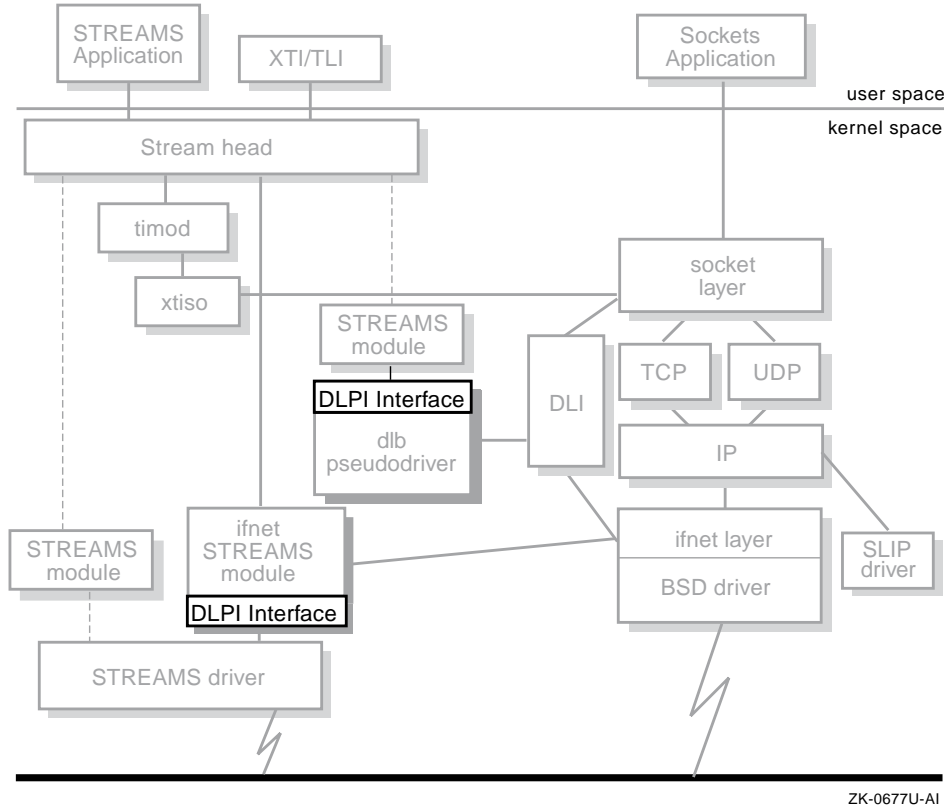 STREAMS
Application
XTI/TLI
Sockets
Application
user space
kernel space
Stream head
timod
xtiso
socket
layer
STREAMS
module
DLPI Interface
dlb
pseudodriver
DLI
TCP
UDP
IP
ifnet
STREAMS
module
DLPI Interface
STREAMS
module
ifnet layer
BSD driver
SLIP
driver
STREAMS driver
ZK-0677U-AI